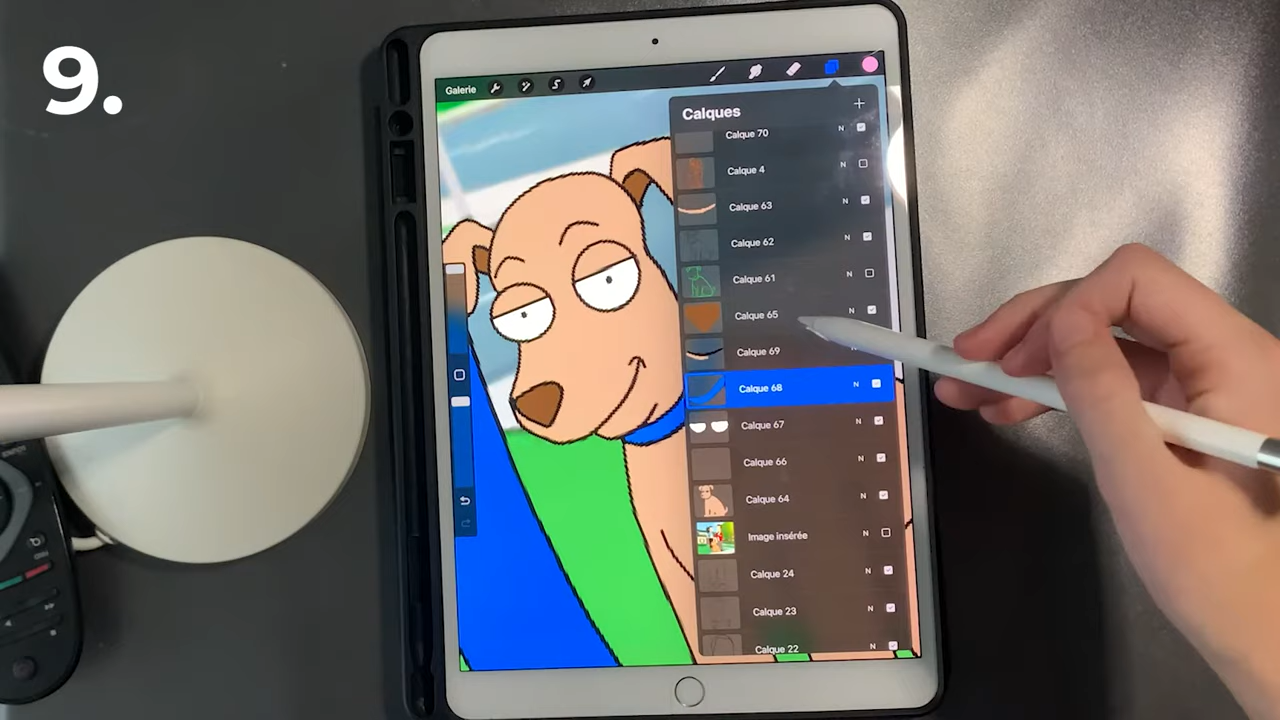 9.
Galerie
Calques
Calque 70 N
Calque 4 N
Calque 63 N
Calque 62 N
Calque 61 N
Calque 65 N
Calque 69
Calque 68 N
Calque 67 N
Calque 66 N
Calque 64 N
Image insérée N
Calque 24 N
Calque 23 N
Calque 22 N